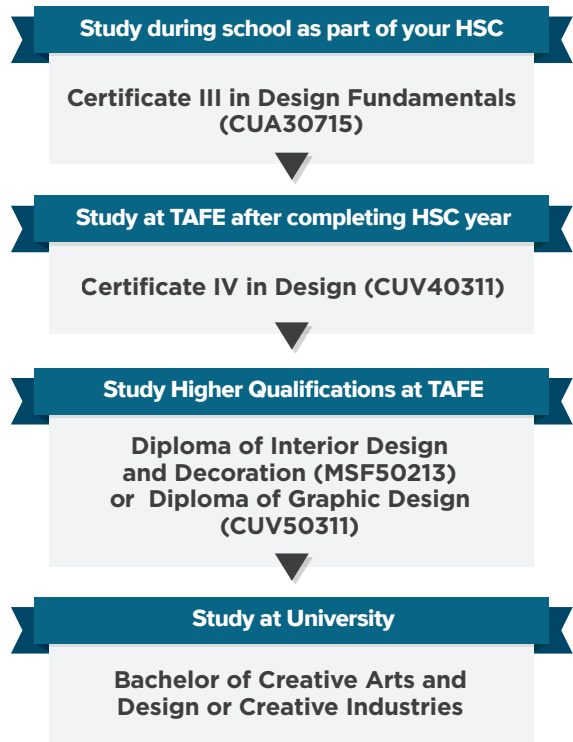 Study during school as part of your HSC
Certificate III in Design Fundamentals
(CUA30715)
Study at TAFE after completing HSC year
Certificate IV in Design (CUV40311)
Study Higher Qualifications at TAFE
Diploma of Interior Design
and Decoration (MSF50213)
or Diploma of Graphic Design
(CUV50311)
Study at University
Bachelor of Creative Arts and
Design or Creative Industries